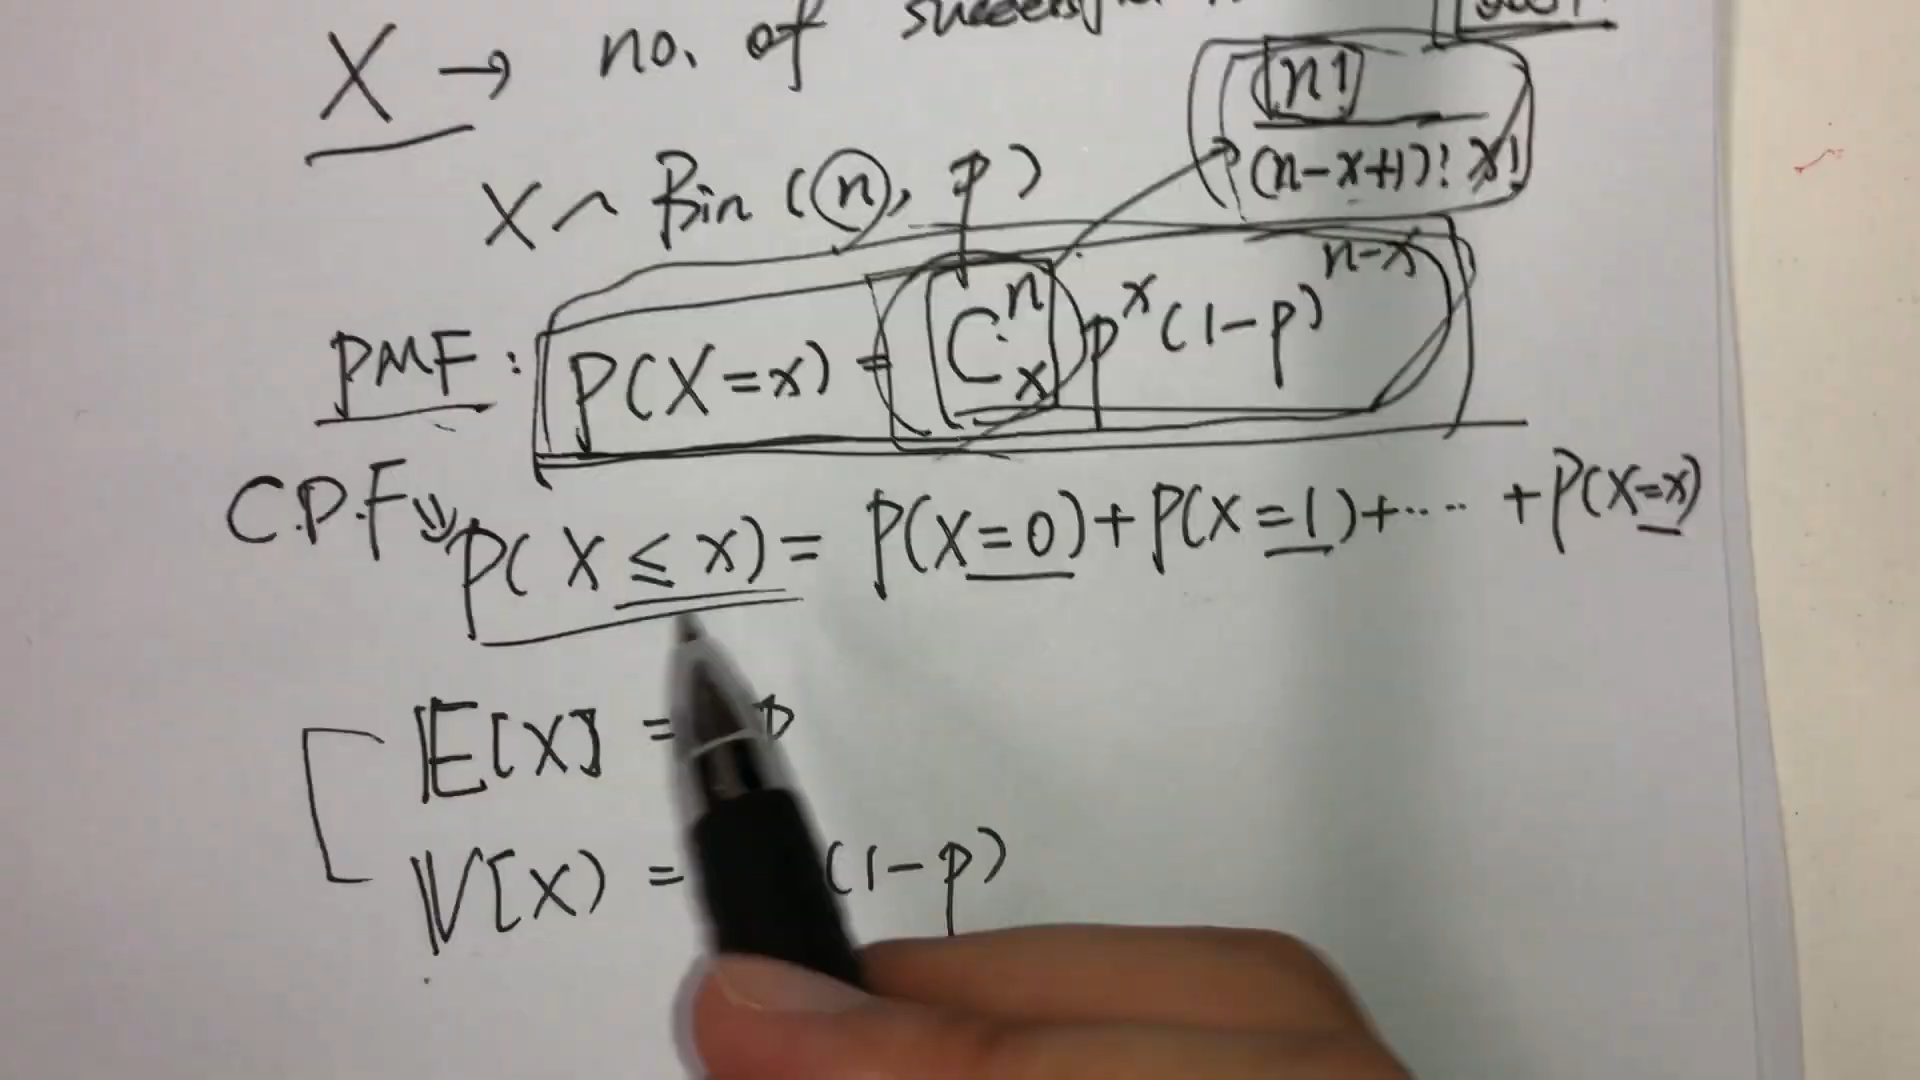 X → no. of
n!
(n-x+1)! x!
X ~ Bin (n, p)
PMF : P(X=x) = C^n_x p^x (1-p)^{n-x}
C.D.F P(X ≤ x) = P(X=0)+P(X=1)+.... +P(X=x)
E[X] = p
V[X) = (1-p)